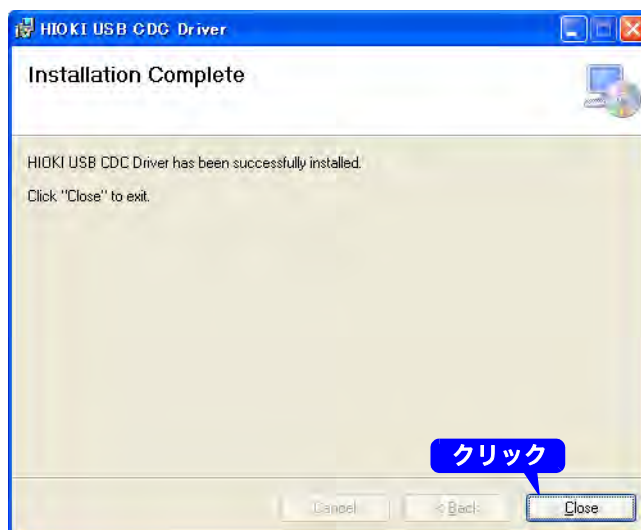 HIOKI USB CDC Driver
Installation Complete
HIOKI USB CDC Driver has been successfully installed.
Click "Close" to exit.
クリック
Cancel
< Back
Close